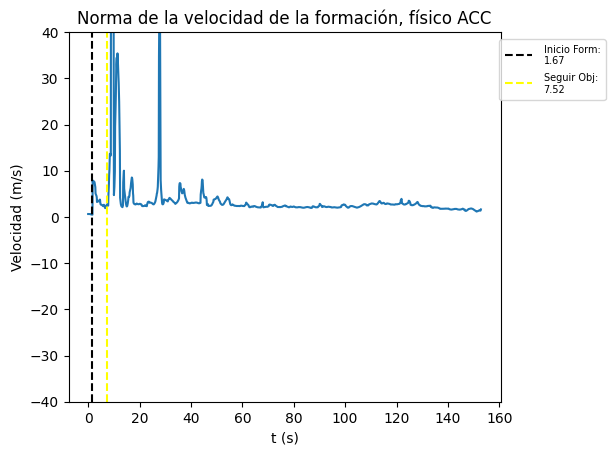 Norma de la velocidad de la formación, físico ACC
Inicio Form:
1.67
Seguir Obj:
7.52
Velocidad (m/s)
40
30
20
10
0
−10
−20
−30
−40
0 20 40 60 80 100 120 140 160
t (s)